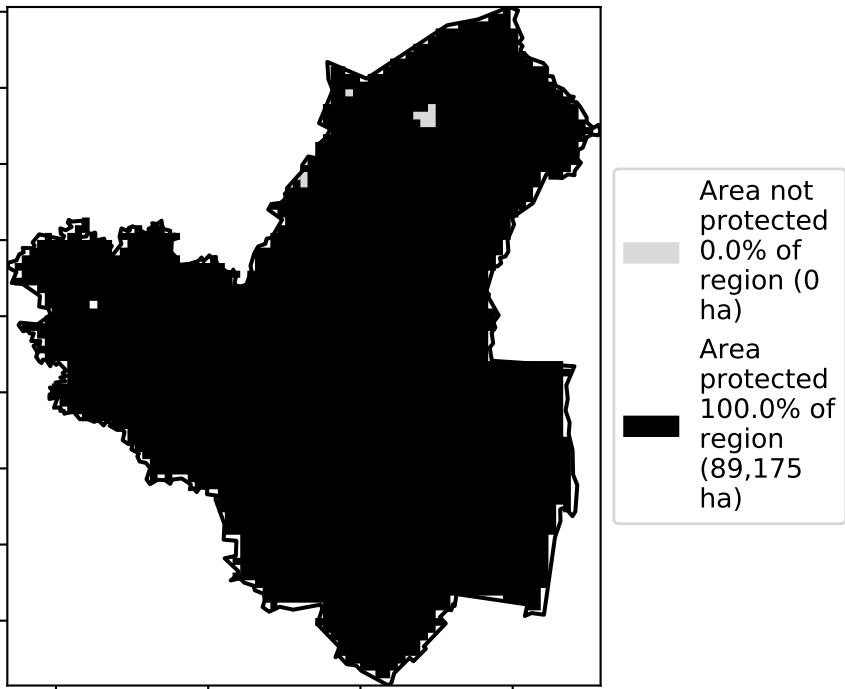 Area not
protected
0.0% of
region (0
ha)
Area
protected
100.0% of
region
(89,175
ha)